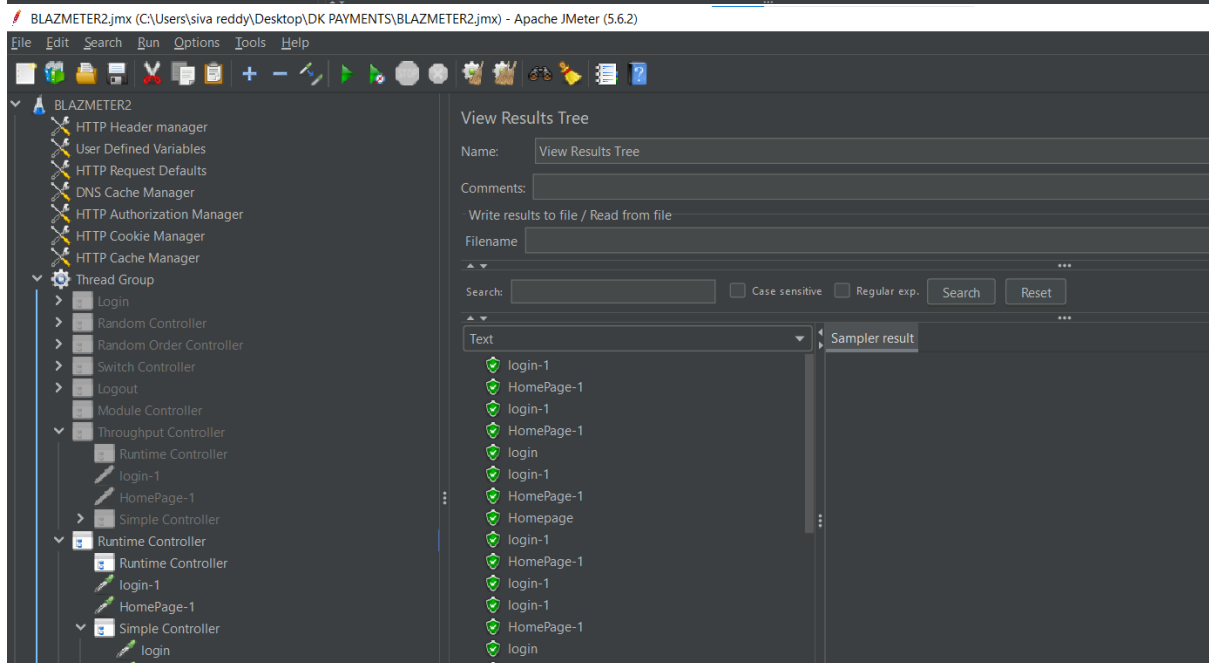 BLAZMETER2.jmx (C:\Users\siva reddy\Desktop\DK PAYMENTS\BLAZMETER2.jmx) - Apache JMeter (5.6.2)
File Edit Search Run Options Tools Help
BLAZMETER2
HTTP Header manager
User Defined Variables
HTTP Request Defaults
DNS Cache Manager
HTTP Authorization Manager
HTTP Cookie Manager
HTTP Cache Manager
Thread Group
Login
Random Controller
Random Order Controller
Switch Controller
Logout
Module Controller
Throughput Controller
Runtime Controller
login-1
HomePage-1
Simple Controller
Runtime Controller
Runtime Controller
login-1
HomePage-1
Simple Controller
login
View Results Tree
Name: View Results Tree
Comments:
Write results to file / Read from file
Filename
Search: Case sensitive Regular exp. Search Reset
Text
Sampler result
login-1
HomePage-1
login-1
HomePage-1
login
login-1
HomePage-1
Homepage
login-1
HomePage-1
login-1
login-1
HomePage-1
login